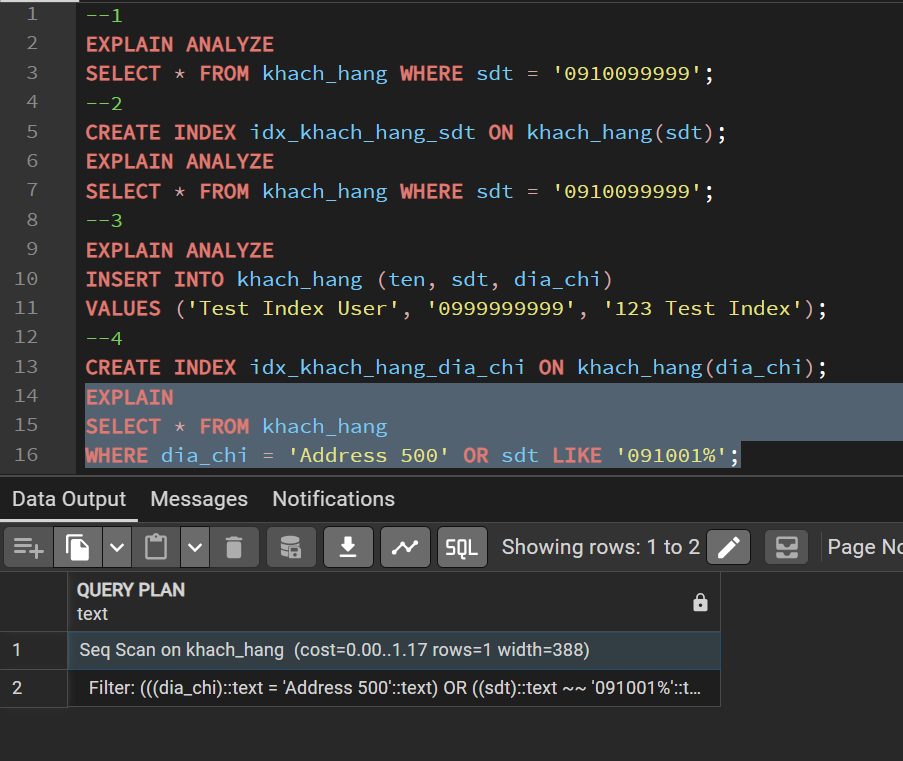 1 --1
2 EXPLAIN ANALYZE
3 SELECT * FROM khach_hang WHERE sdt = '0910099999';
4 --2
5 CREATE INDEX idx_khach_hang_sdt ON khach_hang(sdt);
6 EXPLAIN ANALYZE
7 SELECT * FROM khach_hang WHERE sdt = '0910099999';
8 --3
9 EXPLAIN ANALYZE
10 INSERT INTO khach_hang (ten, sdt, dia_chi)
11 VALUES ('Test Index User', '0999999999', '123 Test Index');
12 --4
13 CREATE INDEX idx_khach_hang_dia_chi ON khach_hang(dia_chi);
14 EXPLAIN
15 SELECT * FROM khach_hang
16 WHERE dia_chi = 'Address 500' OR sdt LIKE '091001%';
Data Output Messages Notifications
SQL Showing rows: 1 to 2 Page No
QUERY PLAN
text
1 Seq Scan on khach_hang (cost=0.00..1.17 rows=1 width=388)
2 Filter: (((dia_chi)::text = 'Address 500'::text) OR ((sdt)::text ~~ '091001%'::t...